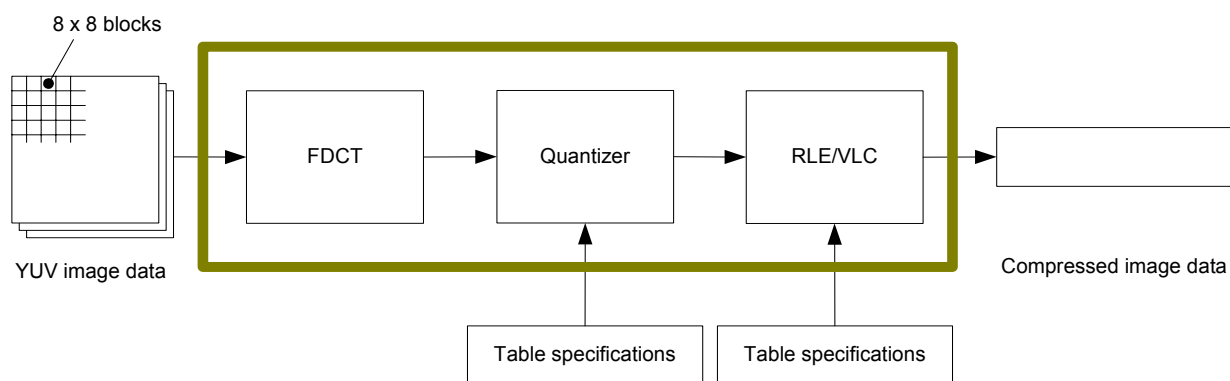 8 x 8 blocks
FDCT
Quantizer
RLE/VLC
YUV image data
Compressed image data
Table specifications
Table specifications